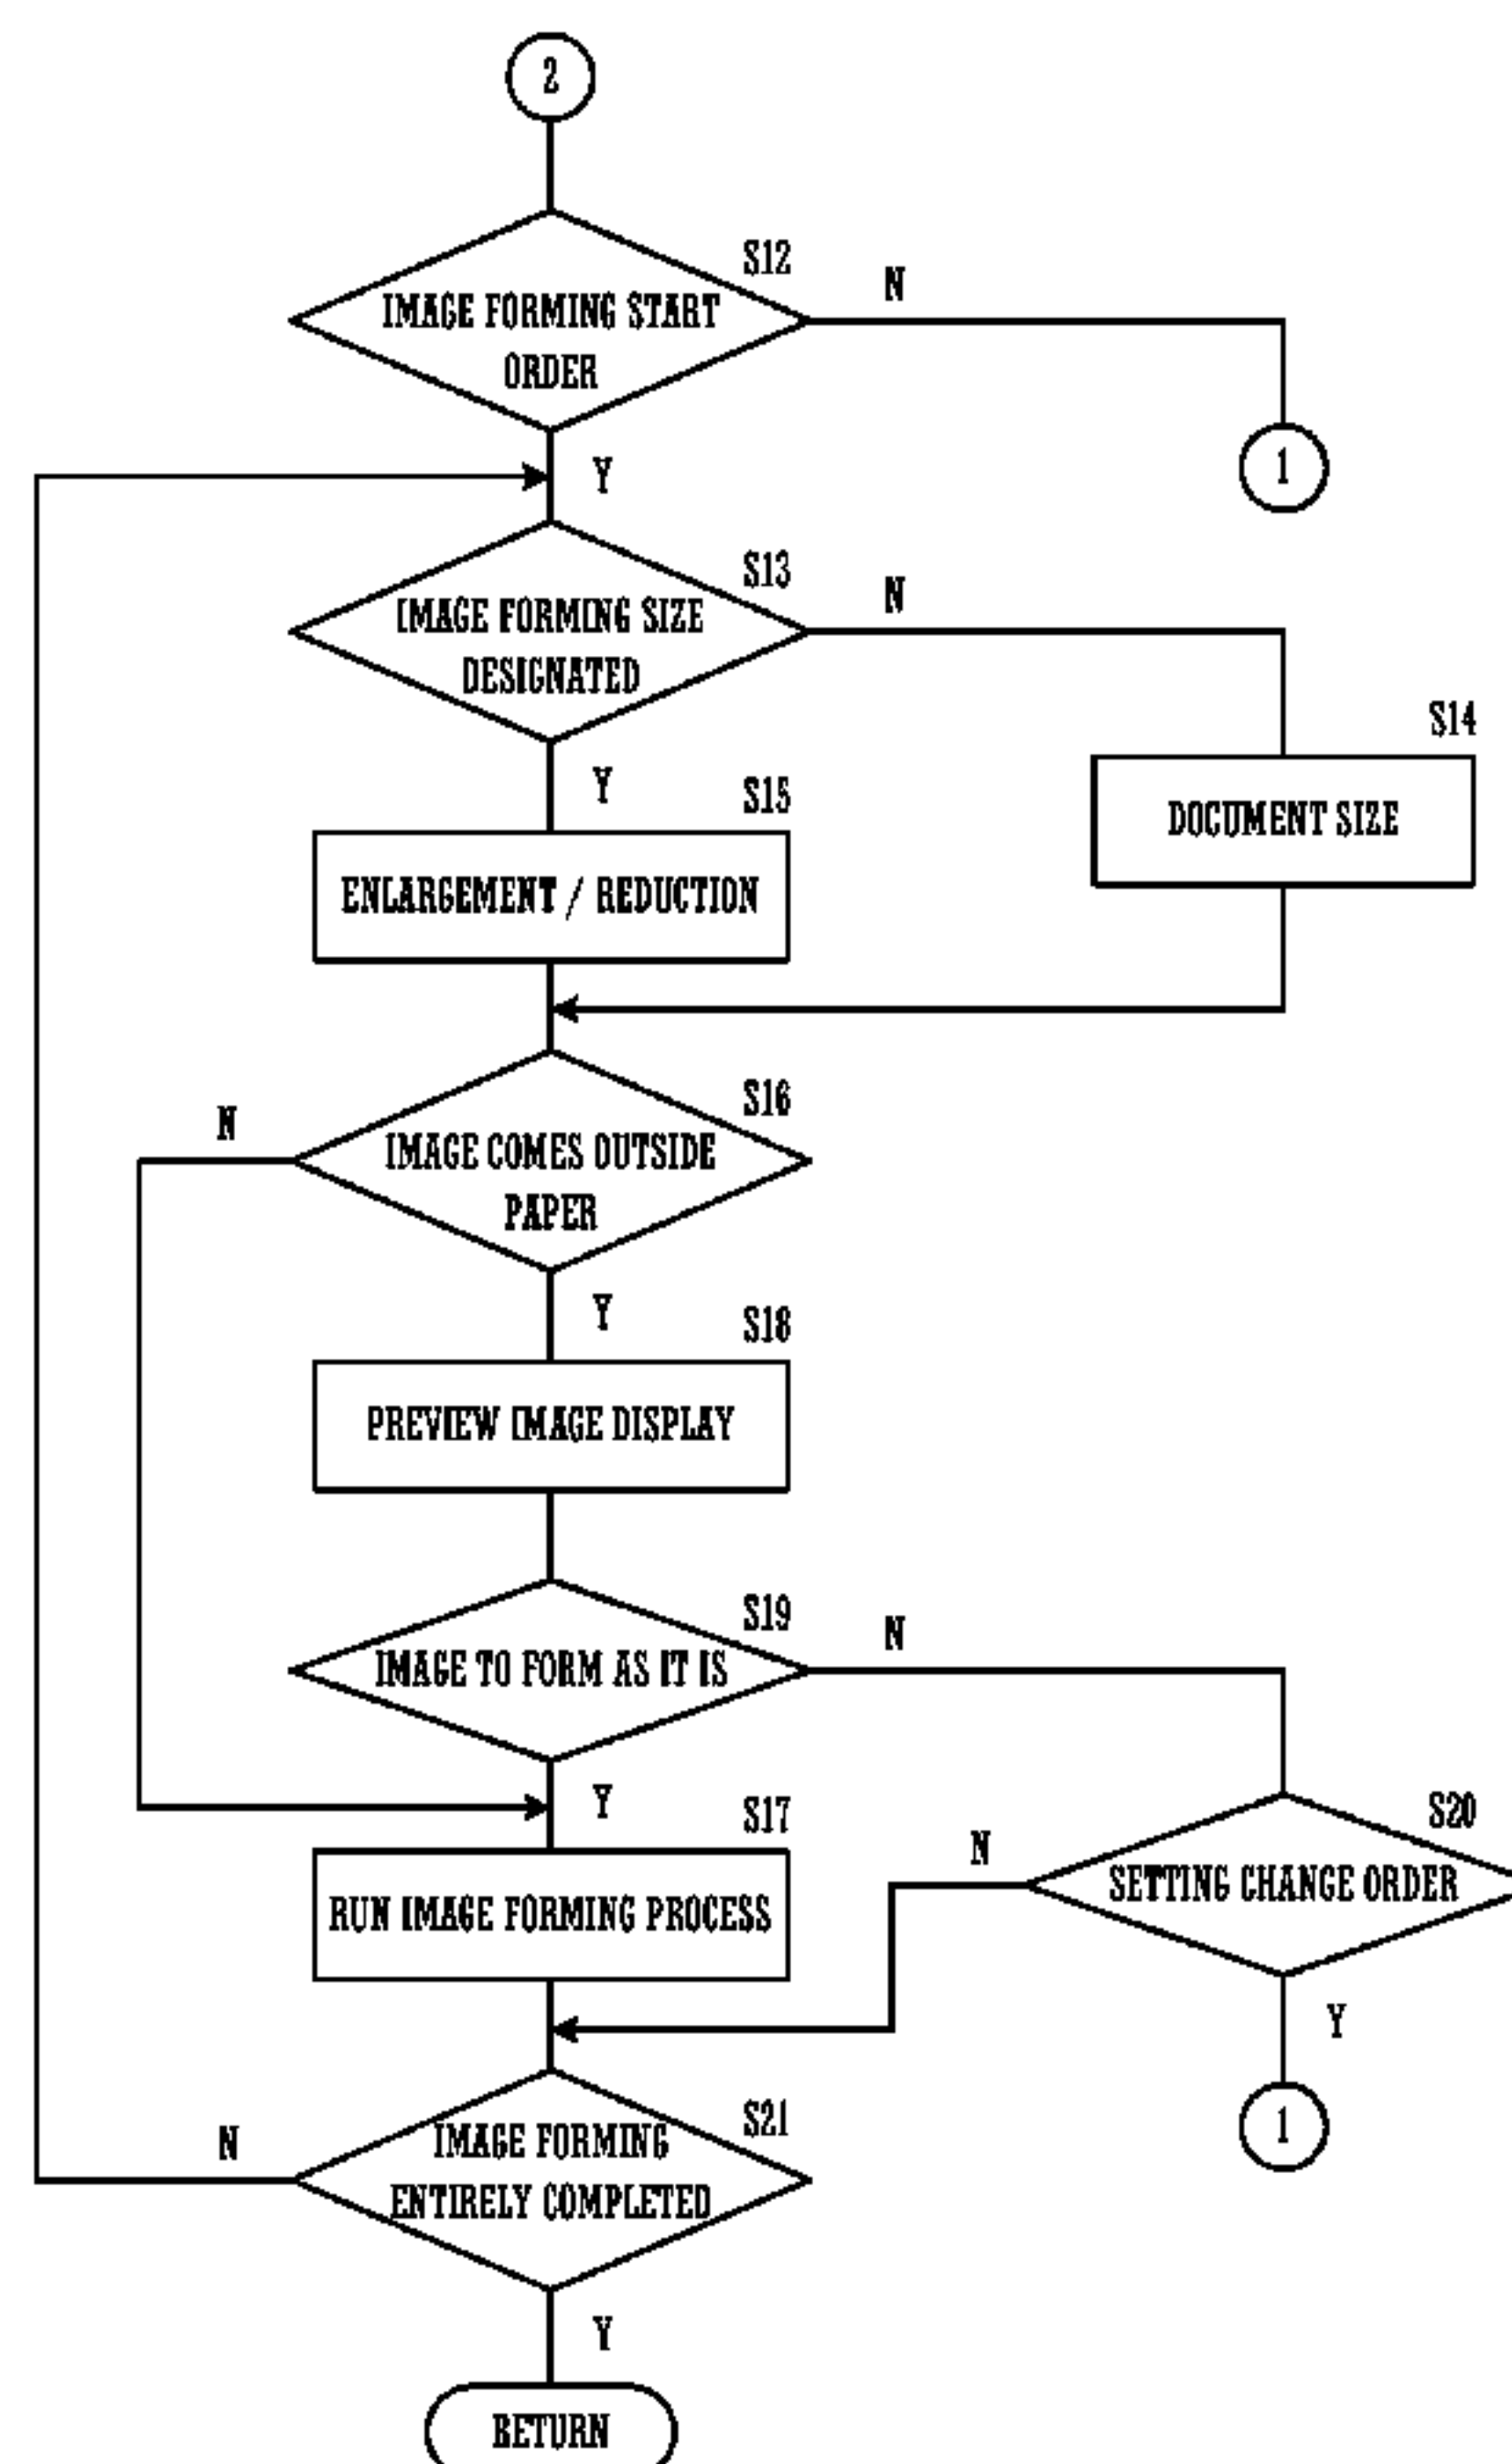 2
S12
IMAGE FORMING START
ORDER
N
Y
1
S13
IMAGE FORMING SIZE
DESIGNATED
N
Y
S14
DOCUMENT SIZE
S15
ENLARGEMENT / REDUCTION
S16
N
IMAGE COMES OUTSIDE
PAPER
Y
S18
PREVIEW IMAGE DISPLAY
S19
N
IMAGE TO FORM AS IT IS
Y
S17
RUN IMAGE FORMING PROCESS
S20
N
SETTING CHANGE ORDER
Y
1
S21
N
IMAGE FORMING
ENTIRELY COMPLETED
Y
RETURN